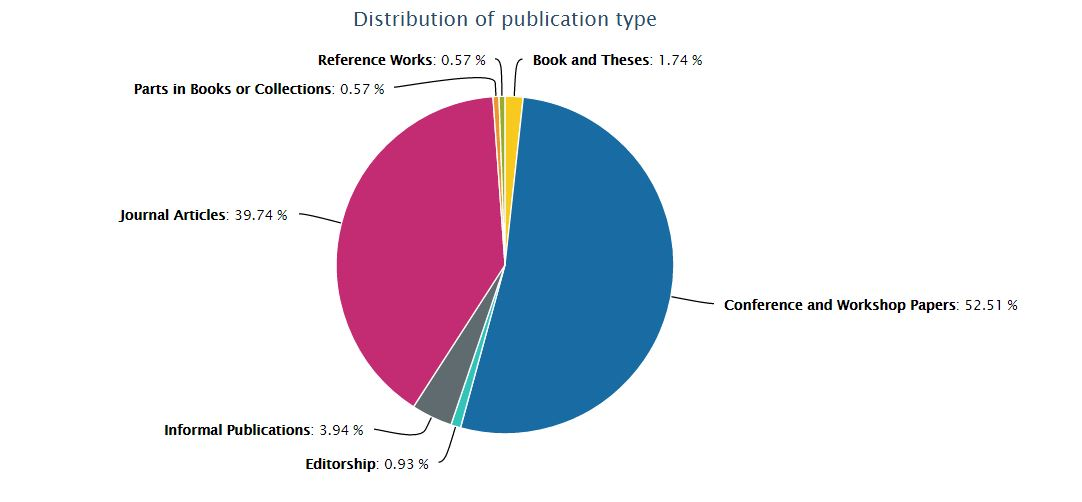 Distribution of publication type
Reference Works: 0.57 %
Book and Theses: 1.74 %
Parts in Books or Collections: 0.57 %
Journal Articles: 39.74 %
Conference and Workshop Papers: 52.51 %
Informal Publications: 3.94 %
Editorship: 0.93 %